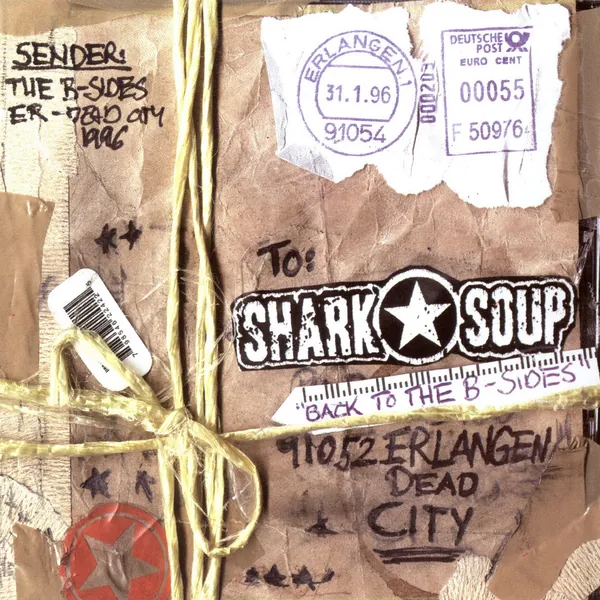 SENDER:
THE B-SIDES
ER - DEAD CITY
1996
ERLANGEN 1
31.1.96
91054
000203
DEUTSCHE
POST
EURO CENT
00055
F 50976
TO:
SHARK SOUP
"BACK TO THE B-SIDES"
91052 ERLANGEN
DEAD
CITY